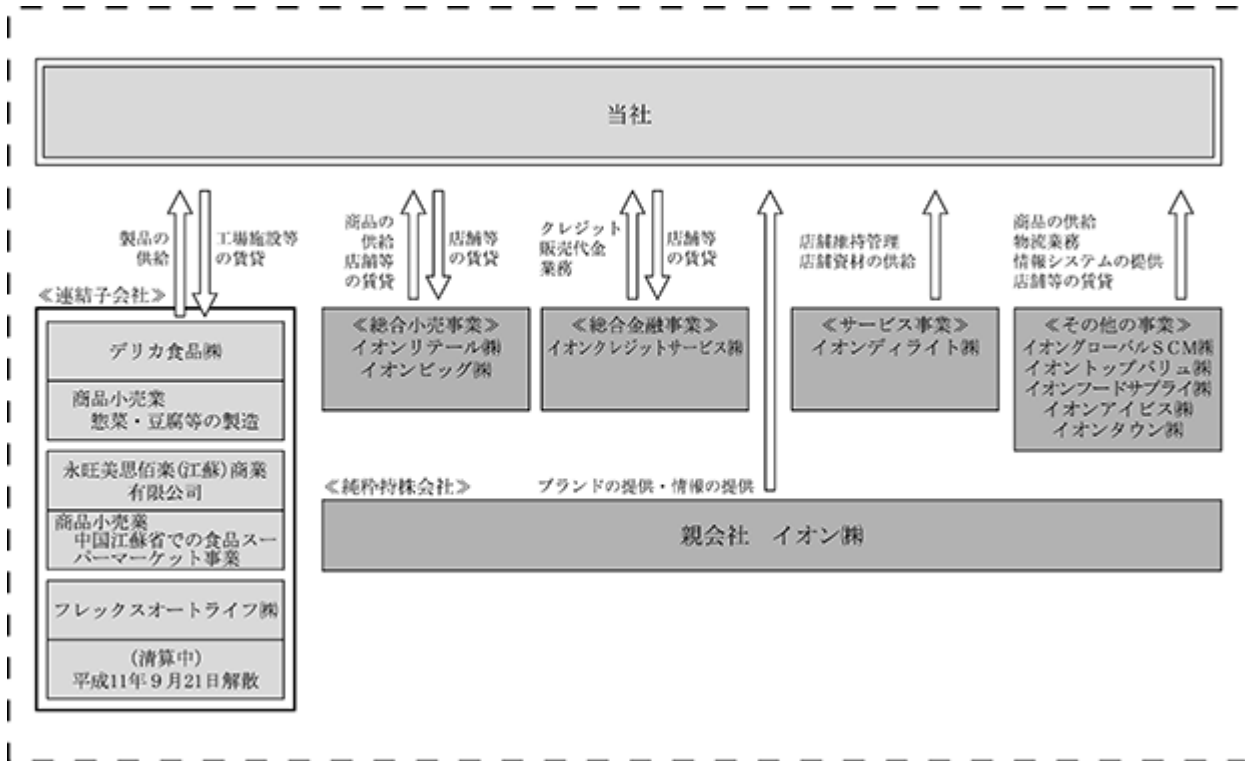 当社
製品の
供給
工場施設等
の賃貸
商品の
供給
店舗等
の賃貸
店舗等
の賃貸
クレジット
販売代金
業務
店舗等
の賃貸
店舗維持管理
店舗資材の供給
商品の供給
物流業務
情報システムの提供
店舗等の賃貸
≪連結子会社≫
デリカ食品㈱
商品小売業
惣菜・豆腐等の製造
永旺美思佰楽(江蘇)商業
有限公司
商品小売業
中国江蘇省での食品スー
パーマーケット事業
フレックスオートライフ㈱
(清算中)
平成11年9月21日解散
≪総合小売事業≫
イオンリテール㈱
イオンビッグ㈱
≪総合金融事業≫
イオンクレジットサービス㈱
≪サービス事業≫
イオンディライト㈱
≪その他の事業≫
イオングローバルSCM㈱
イオントップバリュ㈱
イオンフードサプライ㈱
イオンアイビス㈱
イオンタウン㈱
≪純粋持株会社≫
ブランドの提供・情報の提供
親会社　イオン㈱